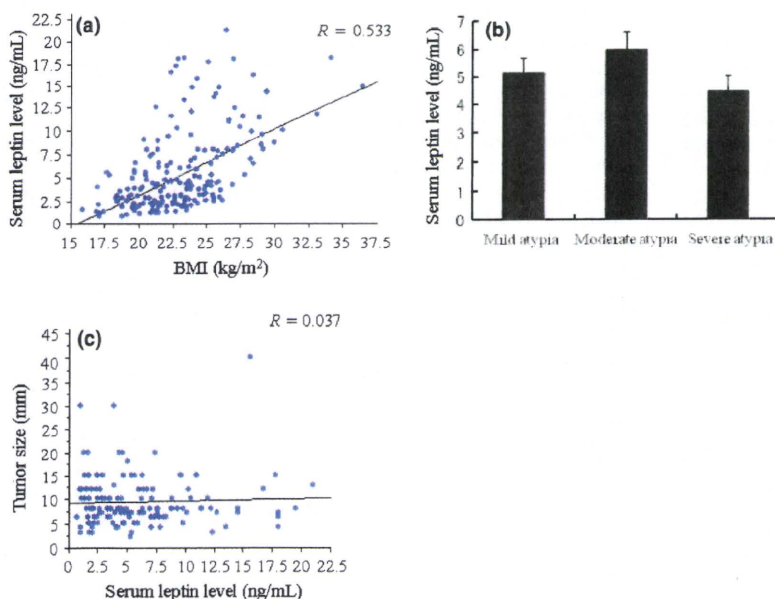 (a)
R = 0.533
Serum leptin level (ng/mL)
22.5
20
17.5
15
12.5
10
7.5
5
2.5
0
15 17.5 20 22.5 25 27.5 30 32.5 35 37.5
BMI (kg/m²)
(b)
Serum leptin level (ng/mL)
7
6
5
4
3
2
1
0
Mild atypia Moderate atypia Severe atypia
(c)
R = 0.037
Tumor size (mm)
45
40
35
30
25
20
15
10
5
0
0 2.5 5 7.5 10 12.5 15 17.5 20 22.5
Serum leptin level (ng/mL)